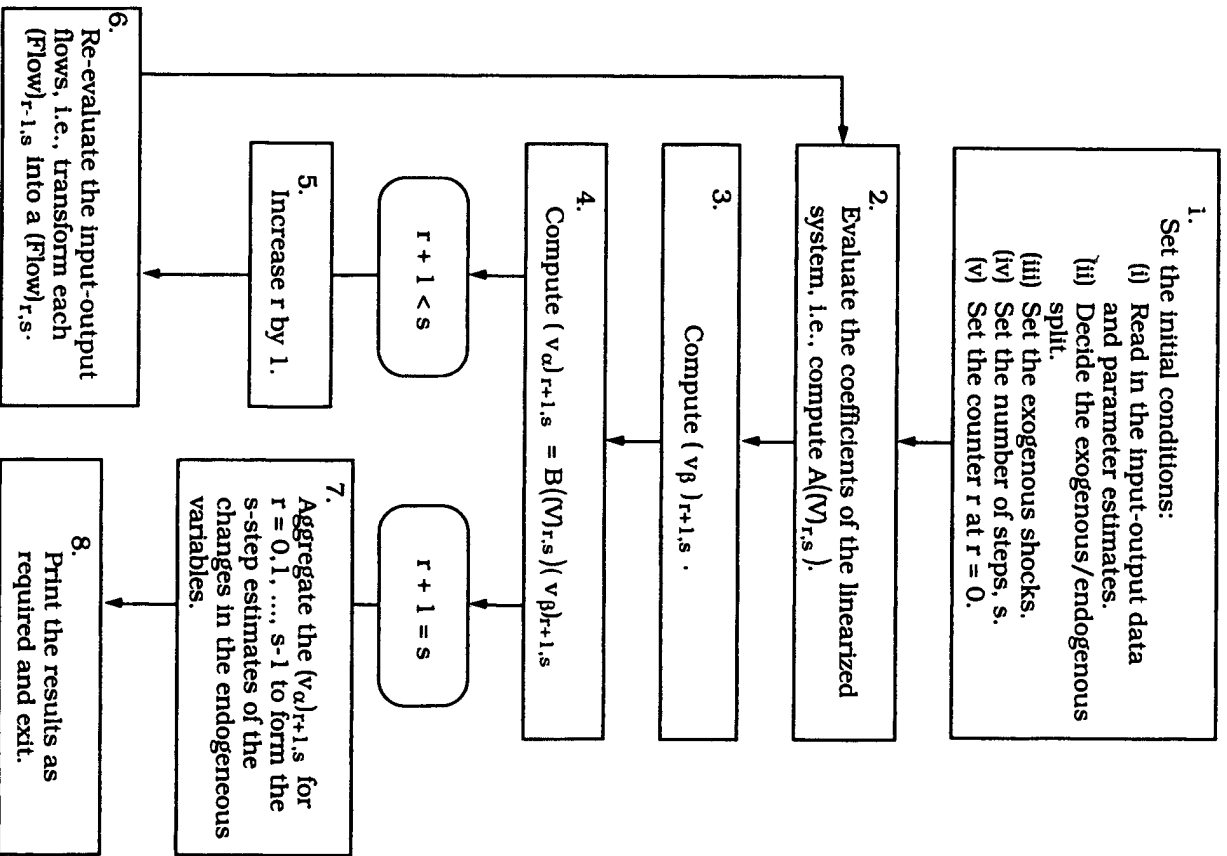 1.
Set the initial conditions:
(i) Read in the input-output data
and parameter estimates.
(ii) Decide the exogenous/endogenous
split.
(iii) Set the exogenous shocks.
(iv) Set the number of steps, s.
(v) Set the counter r at r = 0.
2.
Evaluate the coefficients of the linearized
system, i.e., compute A((V)r,s ).
3.
Compute ( vβ )r+1,s .
4.
Compute ( vα)r+1,s = B((V)r,s)( vβ)r+1,s
r + 1 < s
r + 1 = s
5.
Increase r by 1.
6.
Re-evaluate the input-output
flows, i.e., transform each
(Flow)r-1,s into a (Flow)r,s.
7.
Aggregate the (vα)r+1,s for
r = 0,1, ..., s-1 to form the
s-step estimates of the
changes in the endogeneous
variables.
8.
Print the results as
required and exit.